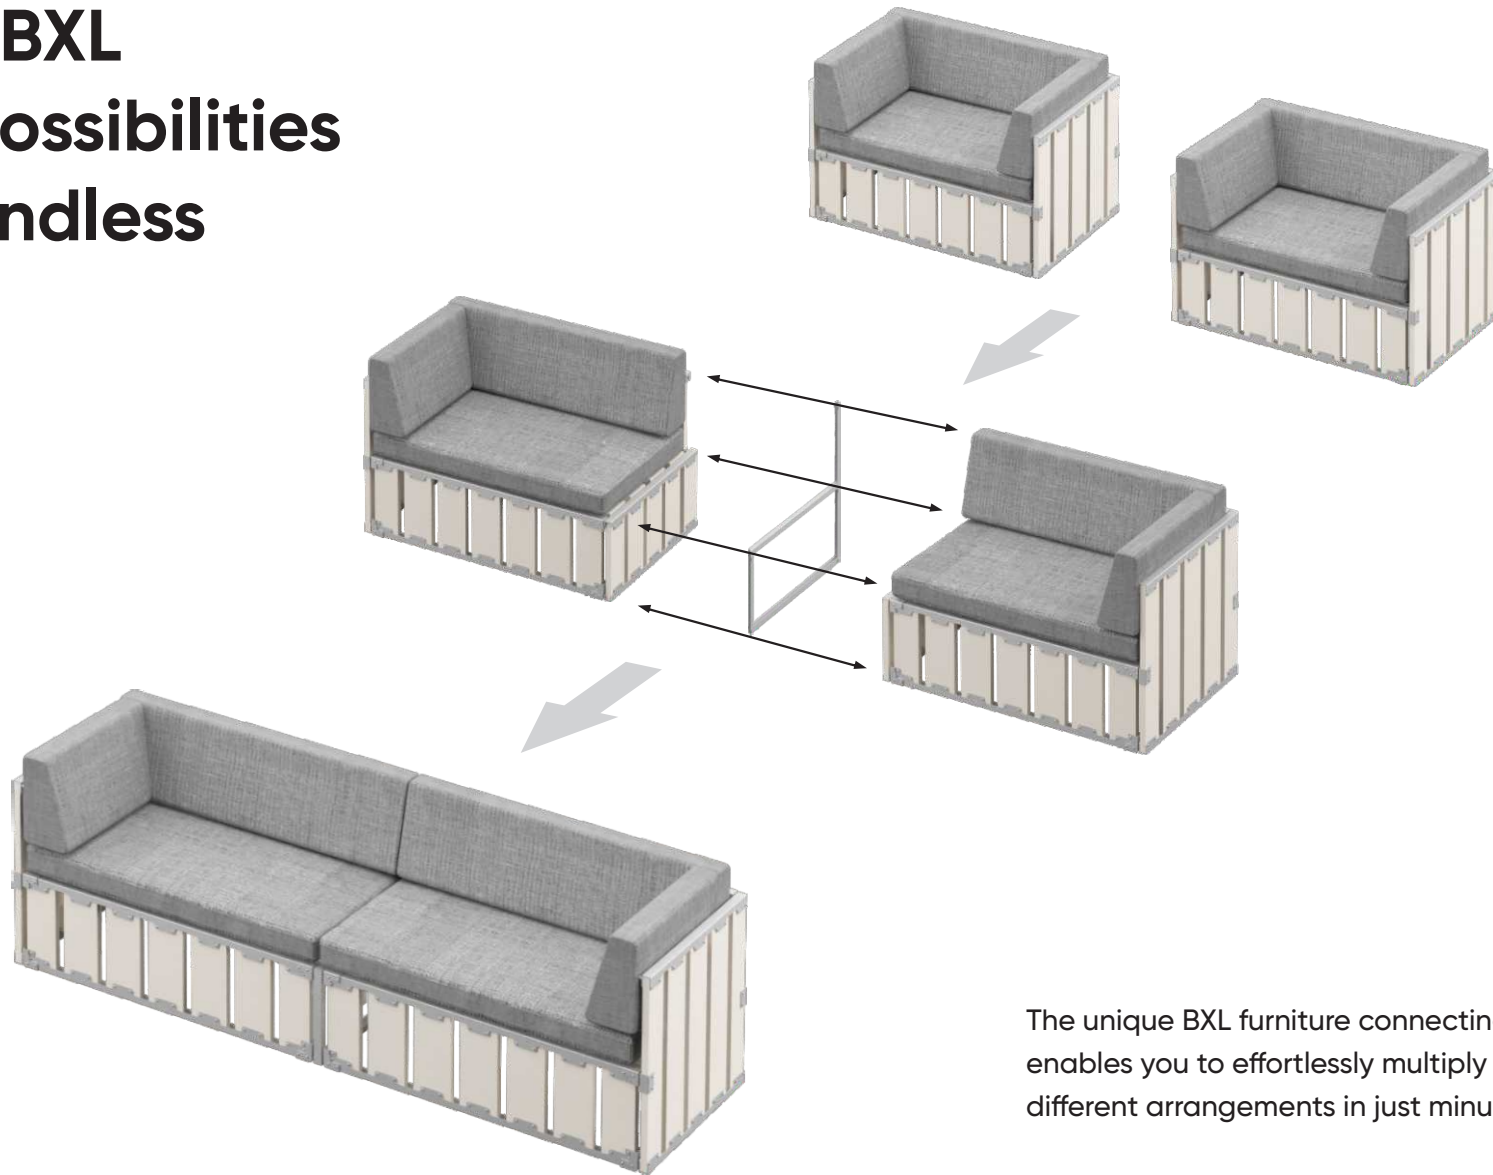 BXL
ossibilities
ndless
The unique BXL furniture connectin
enables you to effortlessly multiply
different arrangements in just minu